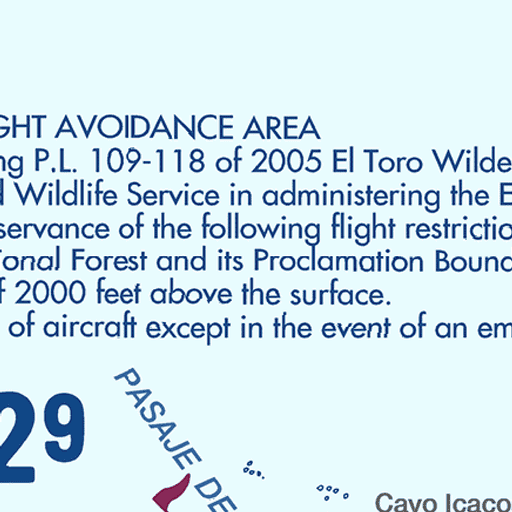 GHT AVOIDANCE AREA
ng P.L. 109-118 of 2005 El Toro Wilde
d Wildlife Service in administering the E
servance of the following flight restrictio
ional Forest and its Proclamation Bound
f 2000 feet above the surface.
of aircraft except in the event of an em
29
PASAJE DE
Cayo Icaco